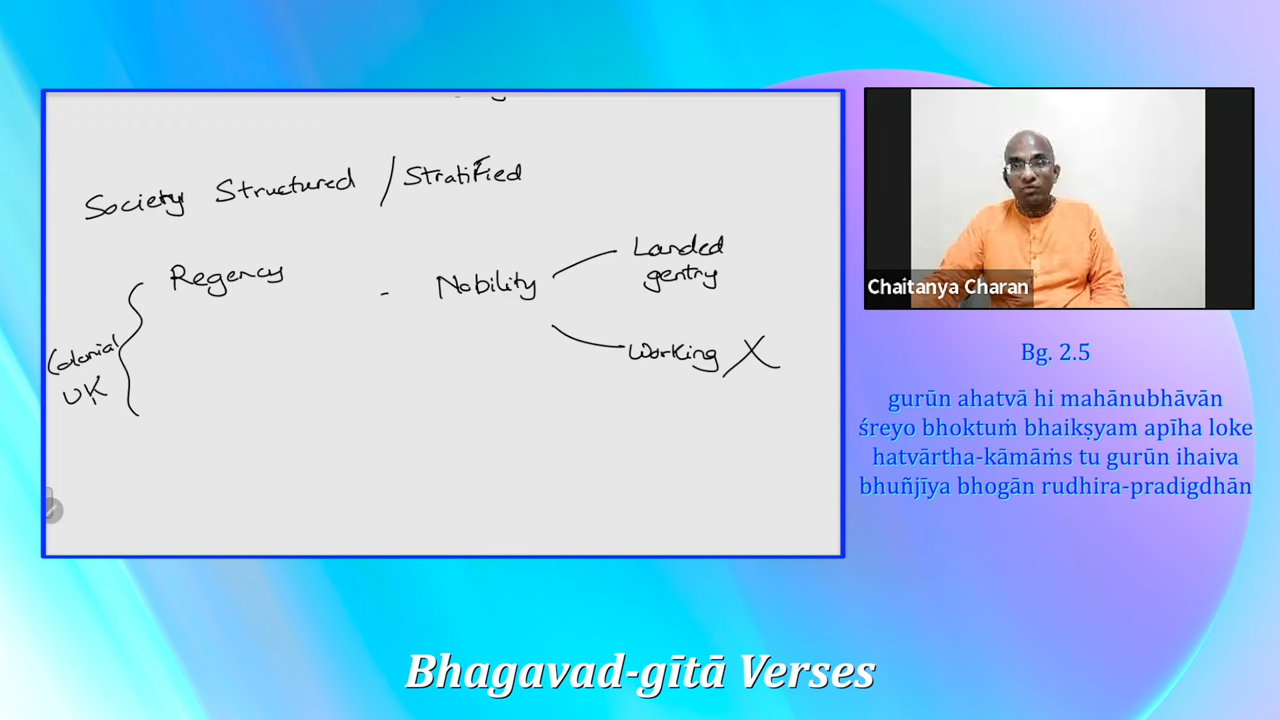 Society Structured / Stratified
Regency - Nobility
Landed
gentry
Working X
Colonial
UK
Chaitanya Charan
Bg. 2.5
gurūn ahatvā hi mahānubhāvān
śreyo bhoktuṁ bhaikṣyam apīha loke
hatvārtha-kāmāṁs tu gurūn ihaiva
bhuñjīya bhogān rudhira-pradigdhān
Bhagavad-gītā Verses